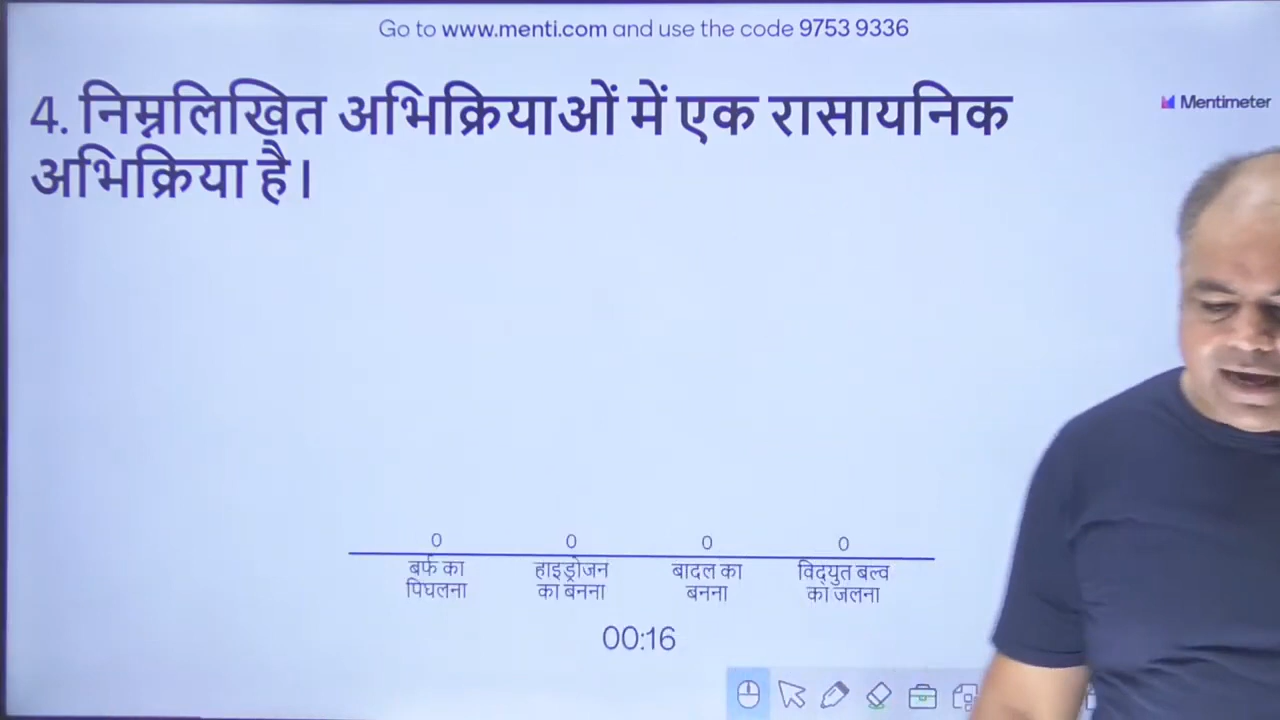 Go to www.menti.com and use the code 9753 9336
Mentimeter
4. निम्नलिखित अभिक्रियाओं में एक रासायनिक
अभिक्रिया है।
0 0 0 0
बर्फ का हाइड्रोजन बादल का विद्युत बल्व
पिघलना का बनना बनना का जलना
00:16